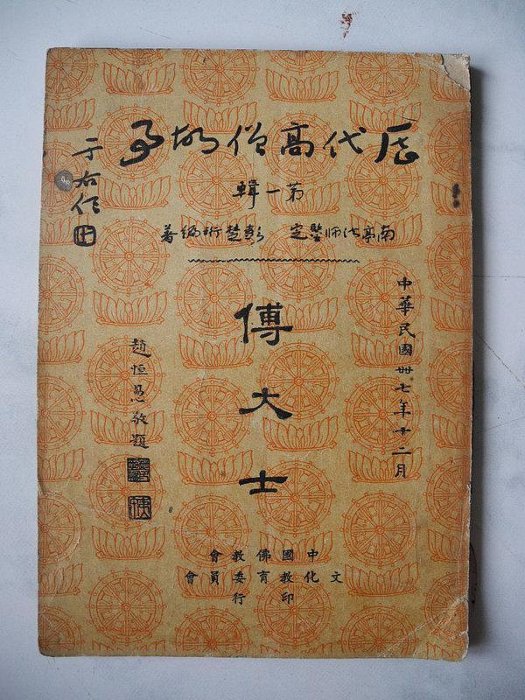 歷代高僧故事
于右任
第一輯
南亭法師鑒定 彭楚珩編著
中華民國卌七年十二月
傅大士
趙恒惖敬題
中國佛教會
文化教育委員會
印行